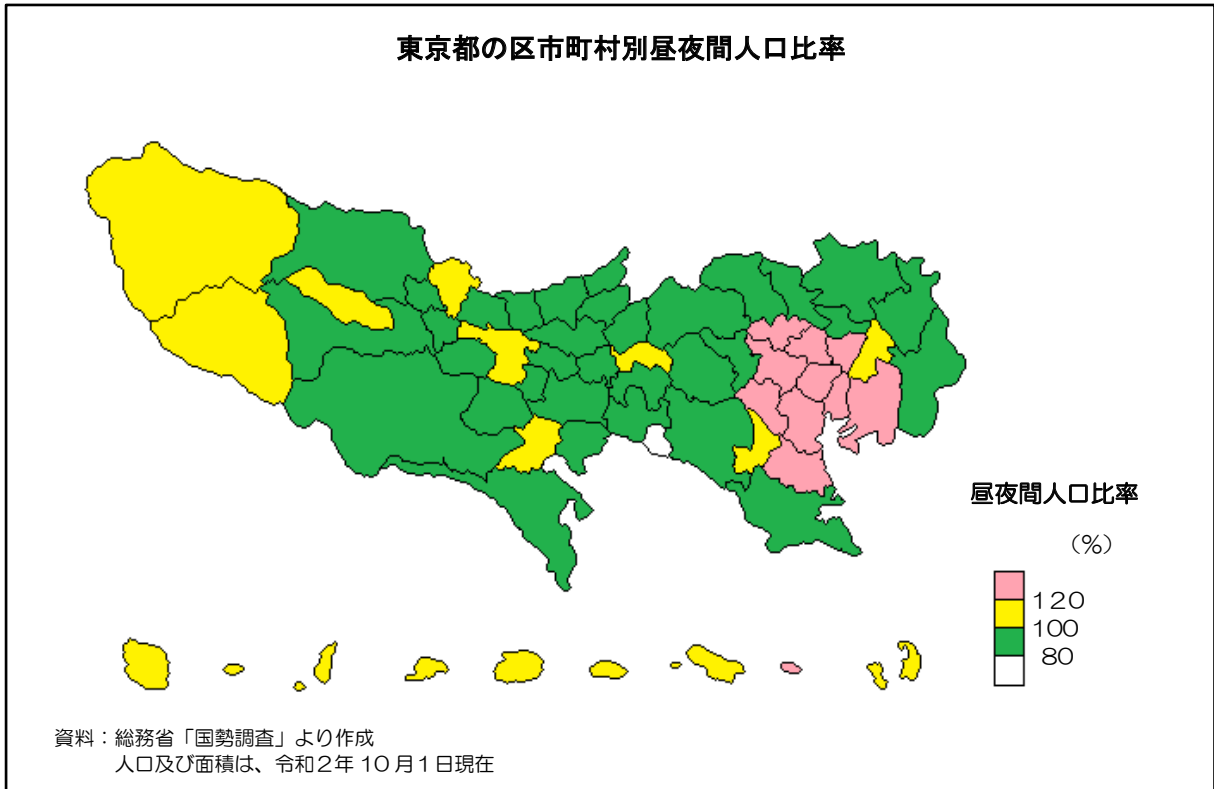 東京都の区市町村別昼夜間人口比率
昼夜間人口比率
（%）
１２０
１００
８０
資料：総務省「国勢調査」より作成
人口及び面積は、令和２年 10 月１日現在